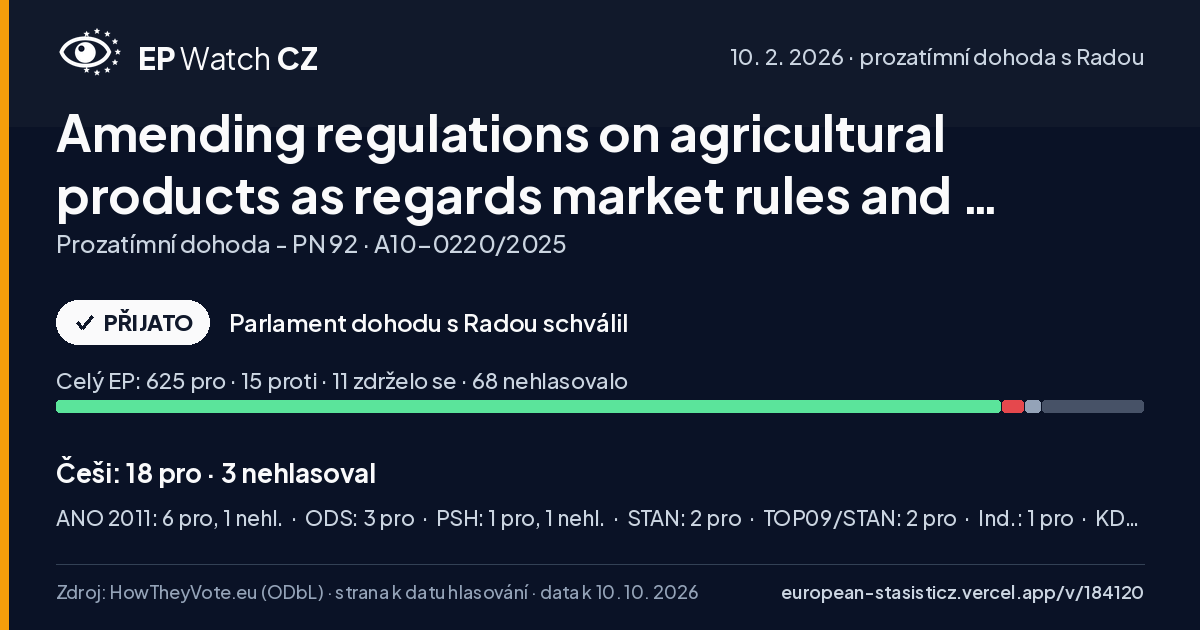 EP Watch CZ
10. 2. 2026 · prozatímní dohoda s Radou
Amending regulations on agricultural
products as regards market rules and …
Prozatímní dohoda - PN 92 · A10-0220/2025
✓ PŘIJATO
Parlament dohodu s Radou schválil
Celý EP: 625 pro · 15 proti · 11 zdrželo se · 68 nehlasovalo
Češi: 18 pro · 3 nehlasoval
ANO 2011: 6 pro, 1 nehl. · ODS: 3 pro · PSH: 1 pro, 1 nehl. · STAN: 2 pro · TOP09/STAN: 2 pro · Ind.: 1 pro · KD…
Zdroj: HowTheyVote.eu (ODbL) · strana k datu hlasování · data k 10. 10. 2026
european-stasisticz.vercel.app/v/184120